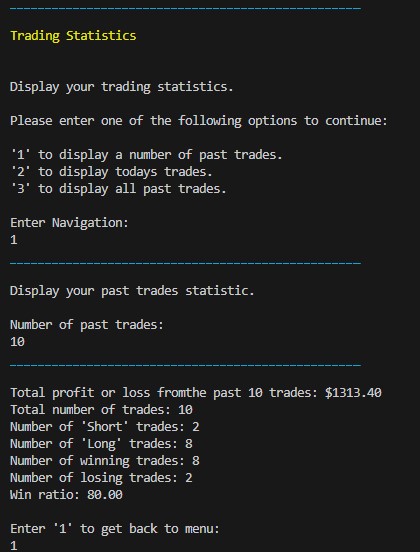 Trading Statistics
Display your trading statistics.
Please enter one of the following options to continue:
'1' to display a number of past trades.
'2' to display todays trades.
'3' to display all past trades.
Enter Navigation:
1
Display your past trades statistic.
Number of past trades:
10
Total profit or loss fromthe past 10 trades: $1313.40
Total number of trades: 10
Number of 'Short' trades: 2
Number of 'Long' trades: 8
Number of winning trades: 8
Number of losing trades: 2
Win ratio: 80.00
Enter '1' to get back to menu:
1